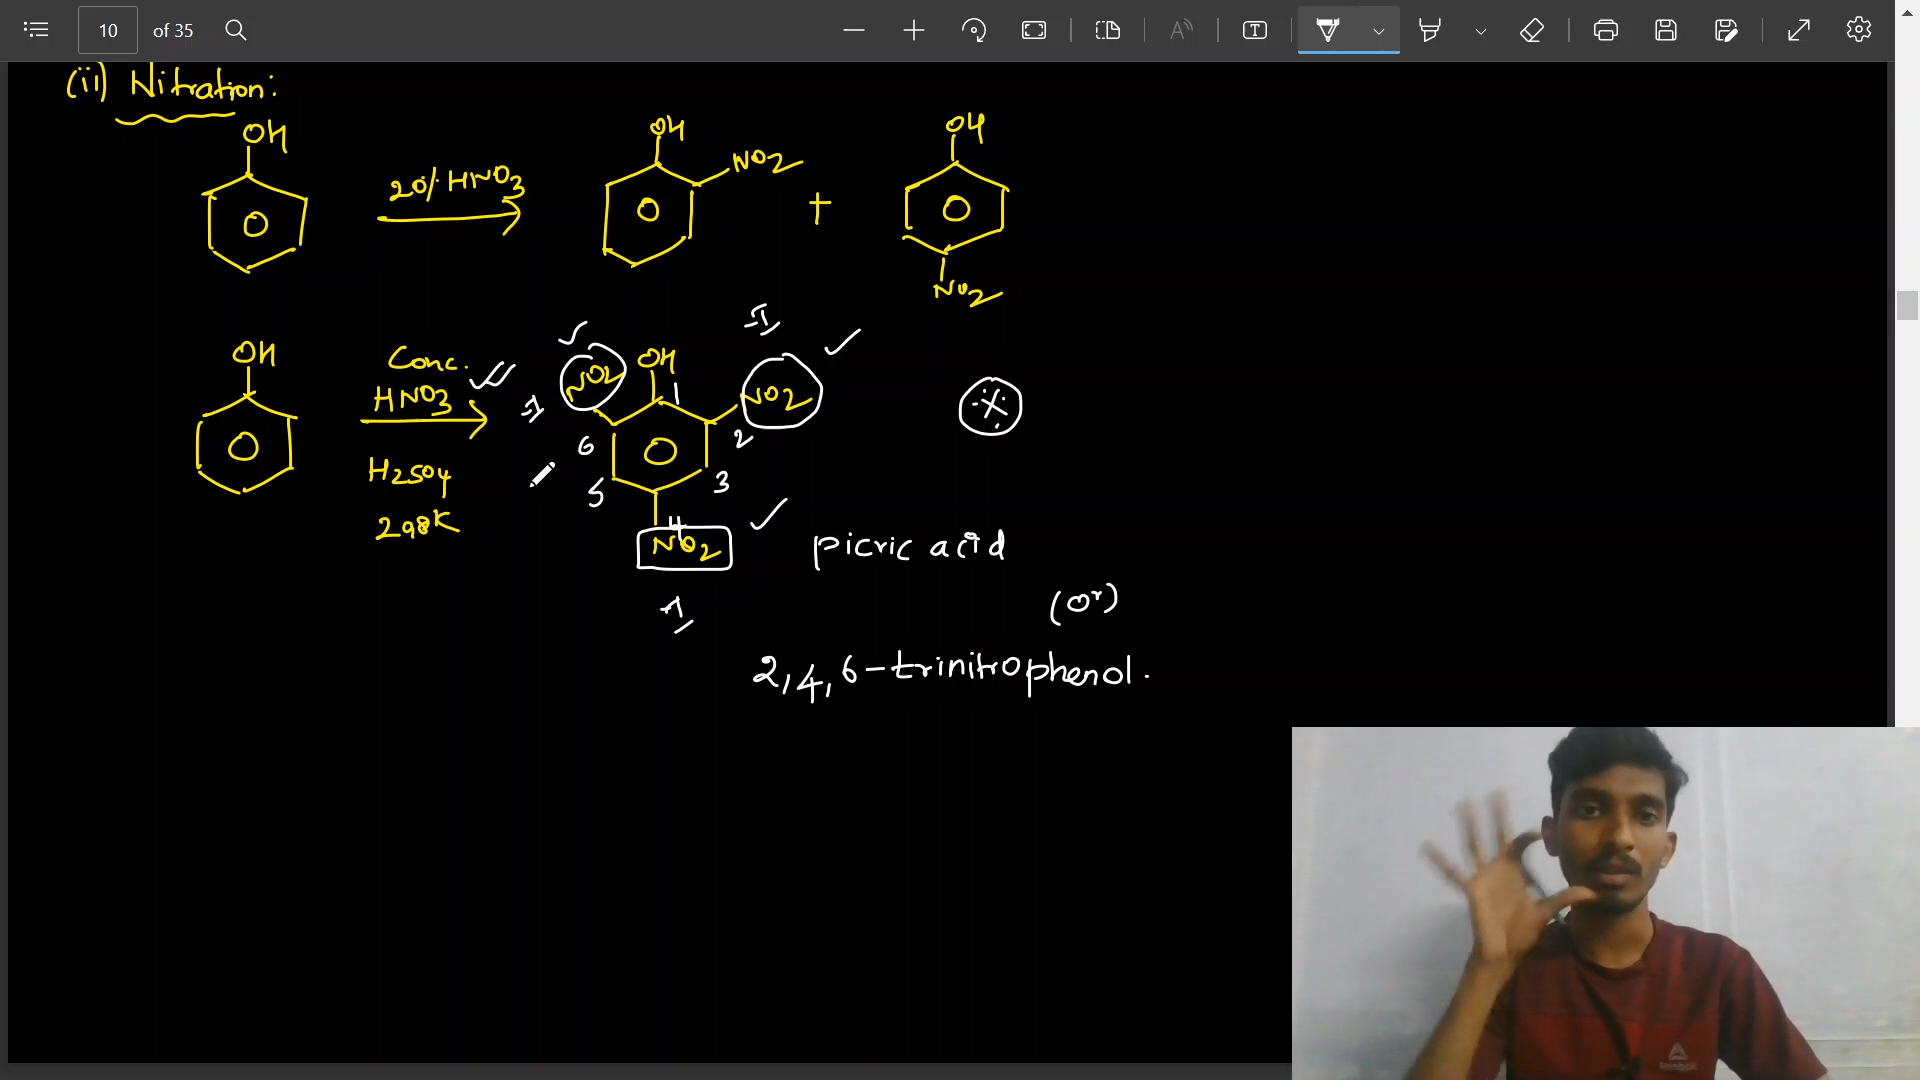 10 of 35
(ii) Nitration:
OH
20% HNO3
OH
NO2
+
OH
NO2
OH
Conc.
HNO3
H2SO4
298K
NO2
OH
NO2
-I
-I
1
2
3
4
5
6
NO2
-I
Picric acid
(or)
2,4,6-trinitrophenol.
Reebok